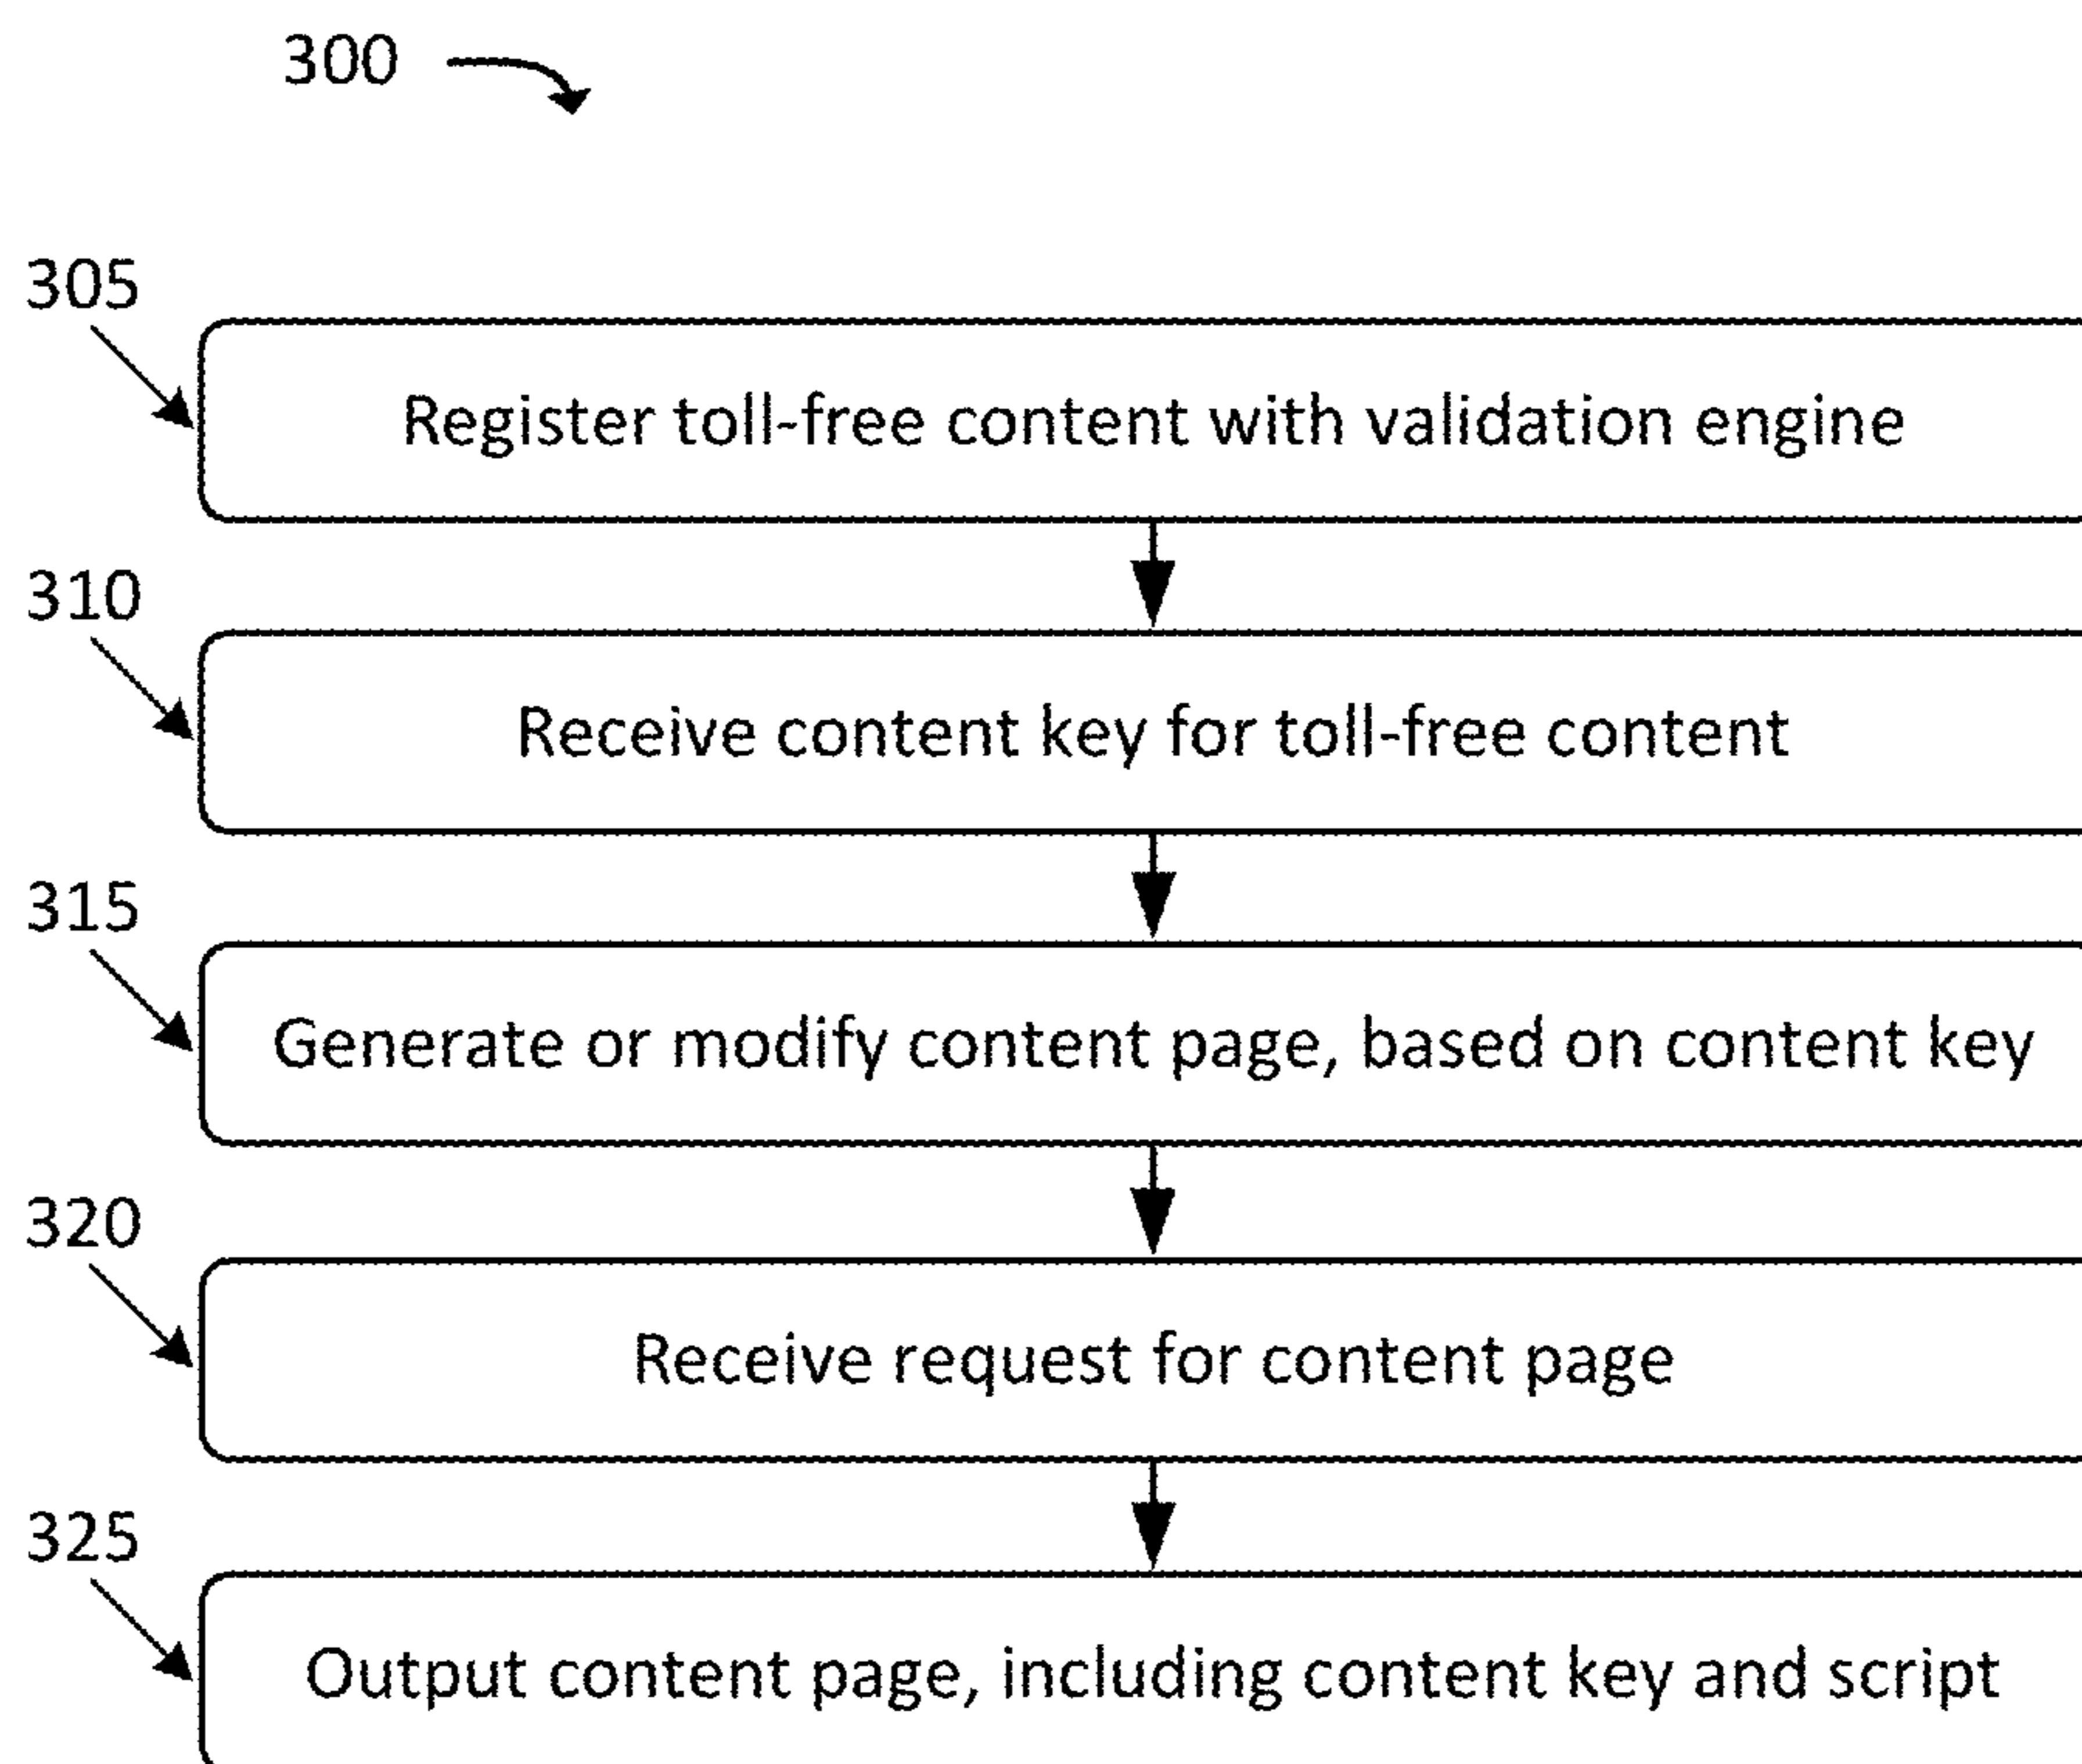 300
305
Register toll-free content with validation engine
310
Receive content key for toll-free content
315
Generate or modify content page, based on content key
320
Receive request for content page
325
Output content page, including content key and script